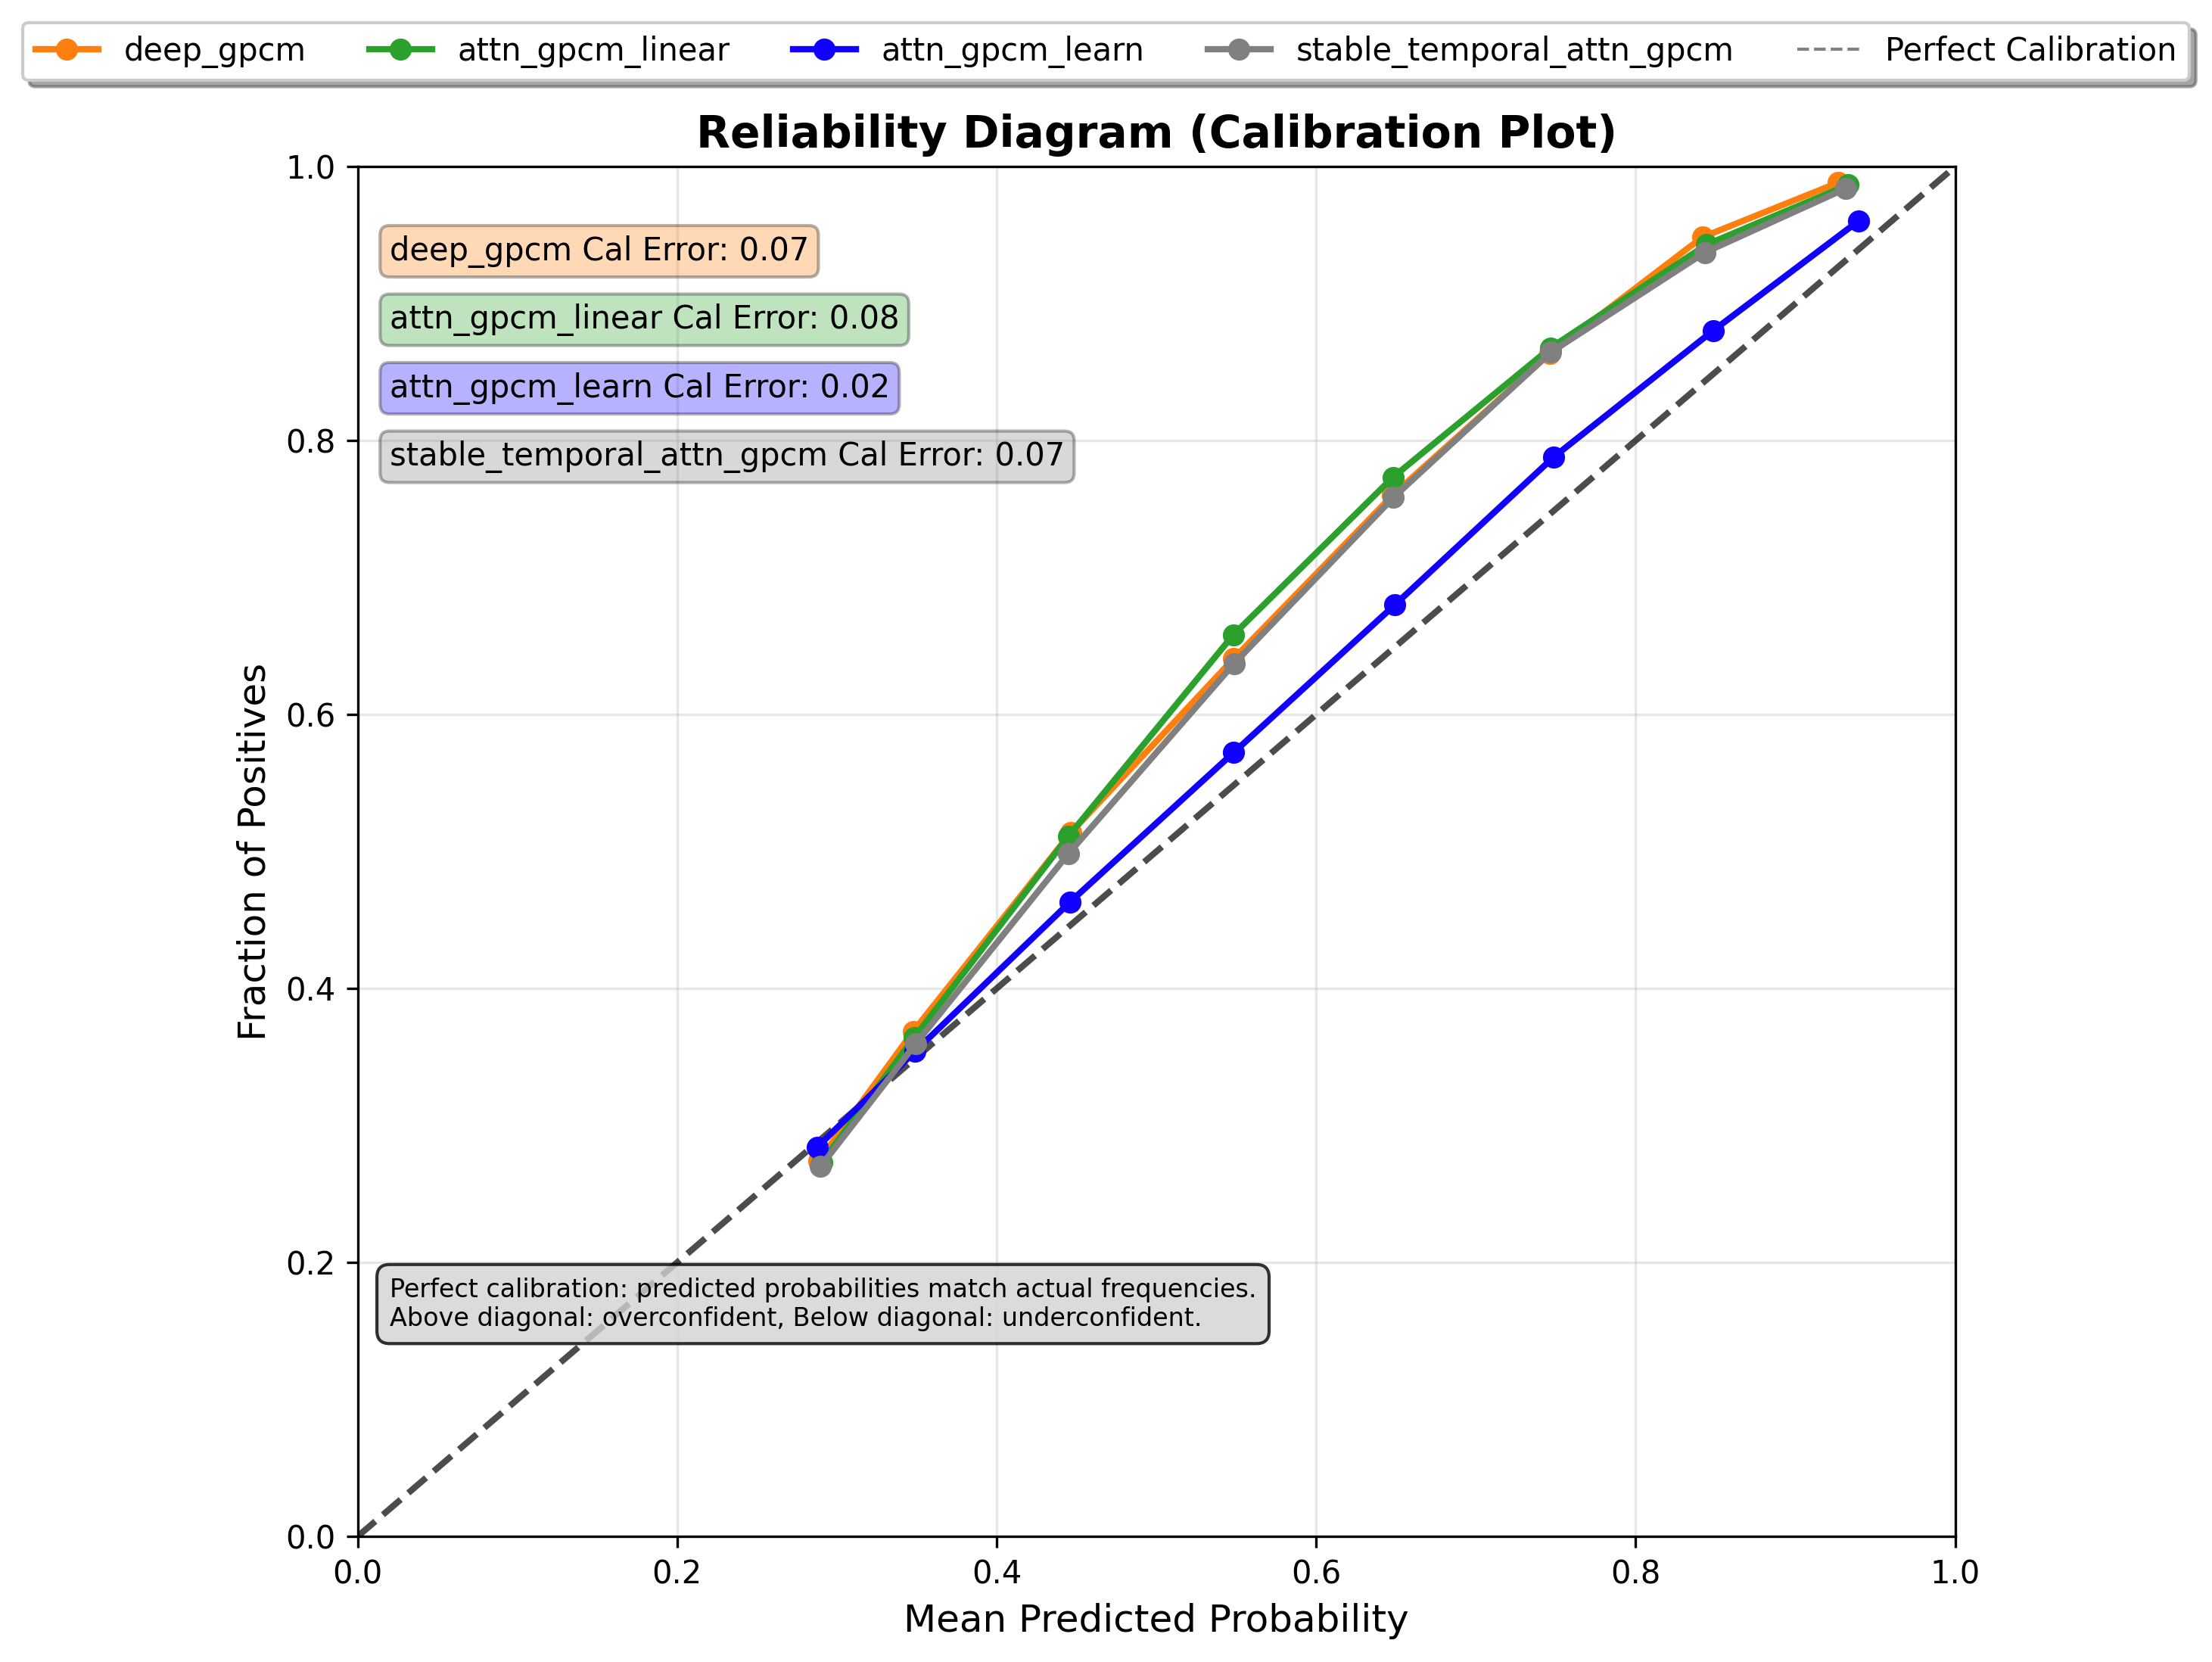 deep_gpcm attn_gpcm_linear attn_gpcm_learn stable_temporal_attn_gpcm Perfect Calibration
Reliability Diagram (Calibration Plot)
1.0
0.8
0.6
0.4
0.2
0.0
Fraction of Positives
deep_gpcm Cal Error: 0.07
attn_gpcm_linear Cal Error: 0.08
attn_gpcm_learn Cal Error: 0.02
stable_temporal_attn_gpcm Cal Error: 0.07
Perfect calibration: predicted probabilities match actual frequencies.
Above diagonal: overconfident, Below diagonal: underconfident.
0.0 0.2 0.4 0.6 0.8 1.0
Mean Predicted Probability